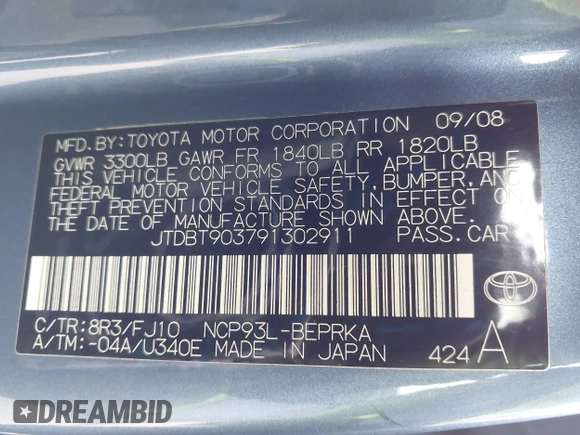 MFD.BY:TOYOTA MOTOR CORPORATION 09/08
GVWR 3300LB GAWR FR 1840LB RR 1820LB
THIS VEHICLE CONFORMS TO ALL APPLICABLE
FEDERAL MOTOR VEHICLE SAFETY,BUMPER,AND
THEFT PREVENTION STANDARDS IN EFFECT ON
THE DATE OF MANUFACTURE SHOWN ABOVE.
JTDBT903791302911 PASS.CAR
C/TR:8R3/FJ10 NCP93L-BEPRKA
A/TM:-04A/U340E MADE IN JAPAN 424 A
DREAMBID